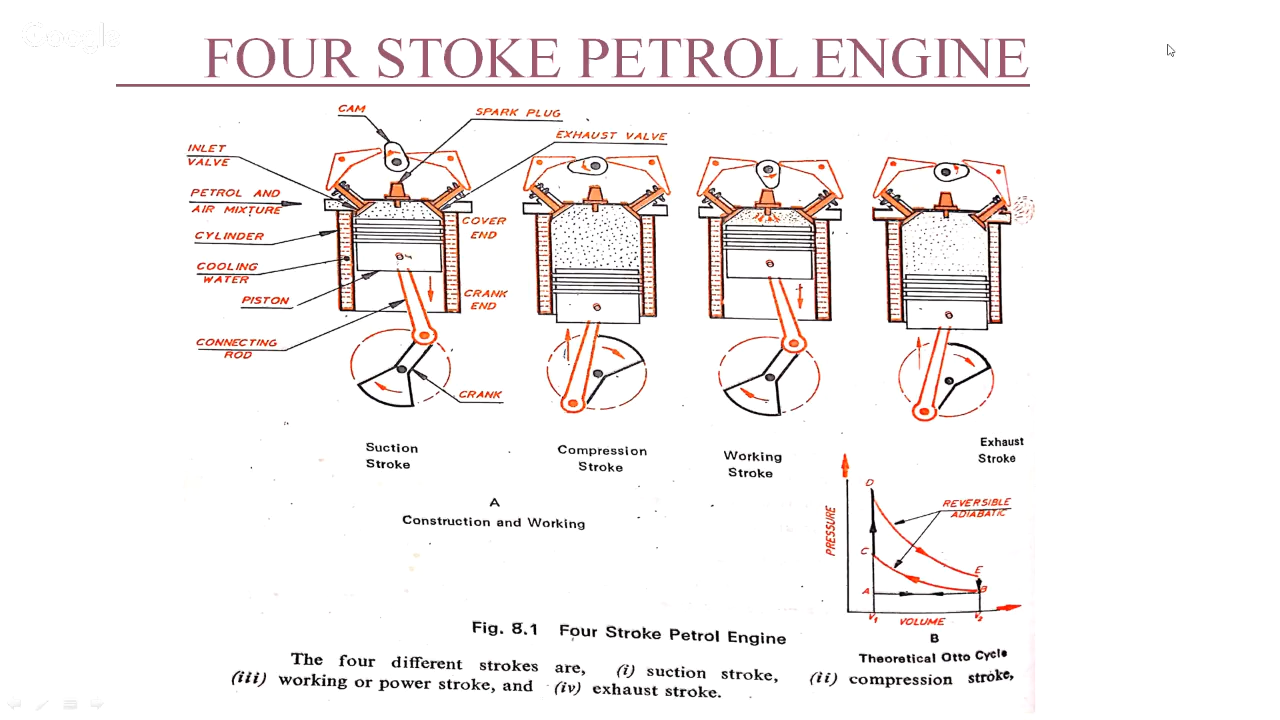 Google
FOUR STOKE PETROL ENGINE
CAM
SPARK PLUG
EXHAUST VALVE
INLET
VALVE
PETROL AND
AIR MIXTURE
CYLINDER
COOLING
WATER
PISTON
CONNECTING
ROD
COVER
END
CRANK
END
CRANK
Suction
Stroke
Compression
Stroke
Working
Stroke
Exhaust
Stroke
A
Construction and Working
PRESSURE
D
REVERSIBLE
ADIABATIC
C
E
A
B
V1
VOLUME
V2
B
Theoretical Otto Cycle
Fig. 8.1 Four Stroke Petrol Engine
The four different strokes are, (i) suction stroke, (ii) compression stroke,
(iii) working or power stroke, and (iv) exhaust stroke.